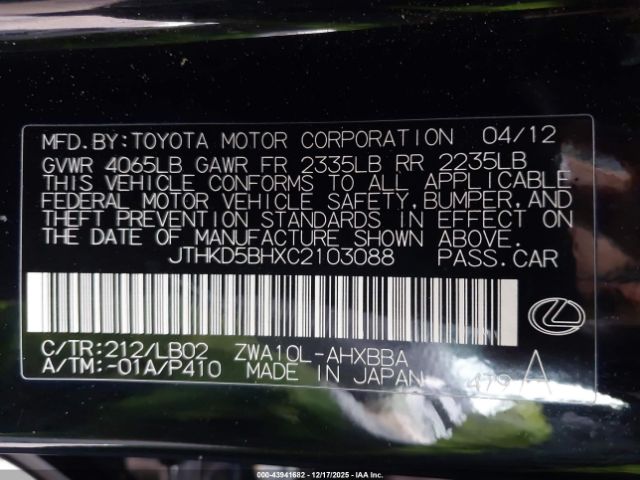 MFD.BY:TOYOTA MOTOR CORPORATION 04/12
GVWR 4065LB GAWR FR 2335LB RR 2235LB
THIS VEHICLE CONFORMS TO ALL APPLICABLE
FEDERAL MOTOR VEHICLE SAFETY,BUMPER,AND
THEFT PREVENTION STANDARDS IN EFFECT ON
THE DATE OF MANUFACTURE SHOWN ABOVE.
JTHKD5BHXC2103088 PASS.CAR
C/TR:212/LB02 ZWA10L-AHXBBA
A/TM:-01A/P410 MADE IN JAPAN 479 A
000-43941682 | 12/17/2025 | IAA Inc.